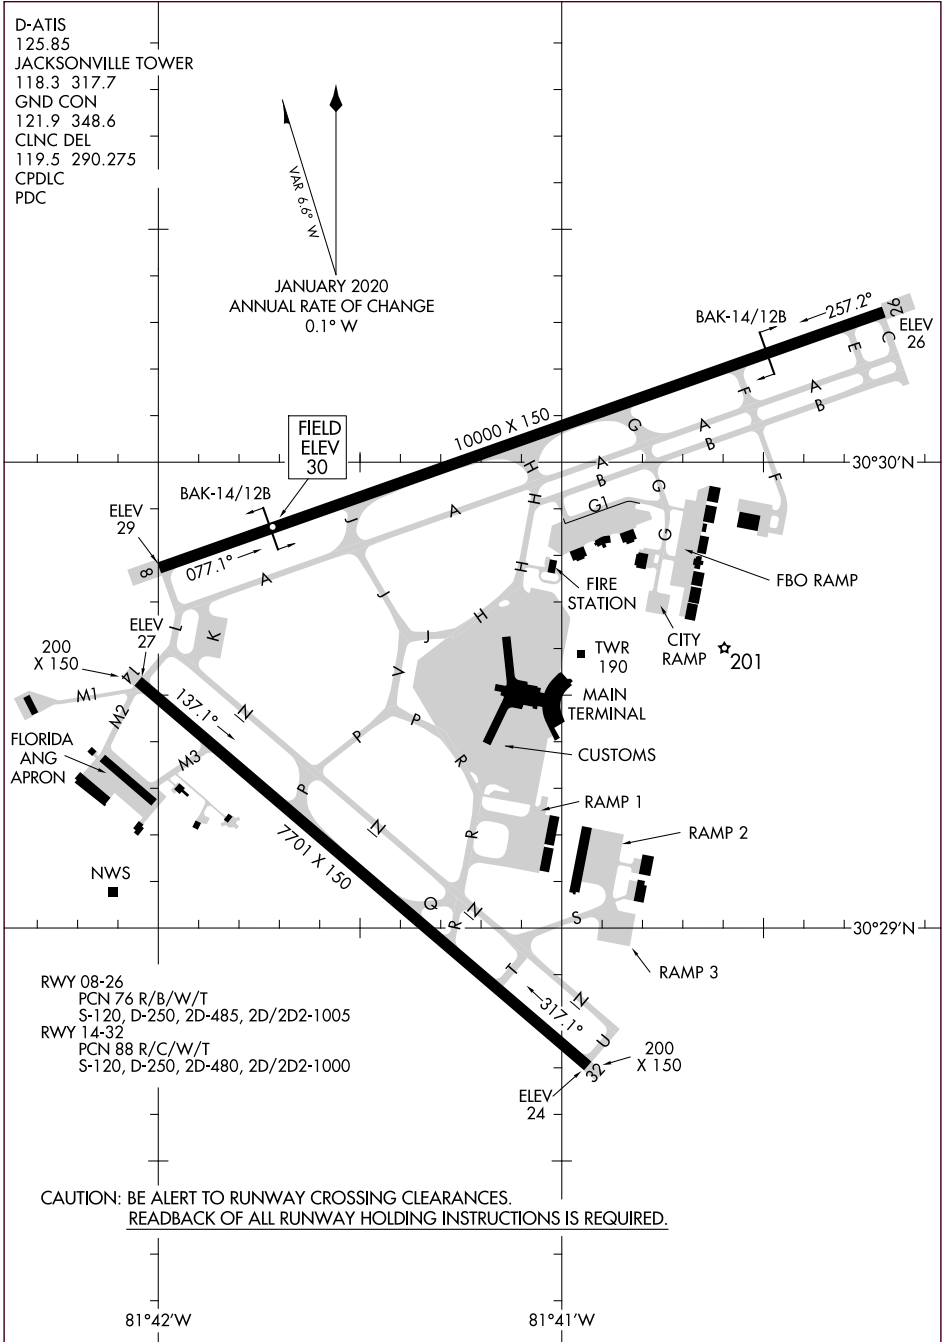 D-ATIS
125.85
JACKSONVILLE TOWER
118.3 317.7
GND CON
121.9 348.6
CLNC DEL
119.5 290.275
CPDLC
PDC
VAR 6.6° W
JANUARY 2020
ANNUAL RATE OF CHANGE
0.1° W
BAK-14/12B
257.2°
26
ELEV
26
C
E
F
A
B
10000 X 150
G
A
B
FIELD
ELEV
30
30°30'N
H
A
B
F
BAK-14/12B
A
H
G
G1
G
ELEV
29
J
8
077.1°
A
H
FIRE
STATION
FBO RAMP
J
H
CITY
RAMP
201
ELEV
27
L
K
J
TWR
190
200
X 150
14
V
M1
M2
137.1°
N
MAIN
TERMINAL
P
P
FLORIDA
ANG
APRON
M3
R
CUSTOMS
P
RAMP 1
N
R
RAMP 2
7701 X 150
NWS
Q
N
R
S
30°29'N
T
RAMP 3
N
317.1°
U
32
200
X 150
ELEV
24
RWY 08-26
PCN 76 R/B/W/T
S-120, D-250, 2D-485, 2D/2D2-1005
RWY 14-32
PCN 88 R/C/W/T
S-120, D-250, 2D-480, 2D/2D2-1000
CAUTION: BE ALERT TO RUNWAY CROSSING CLEARANCES.
READBACK OF ALL RUNWAY HOLDING INSTRUCTIONS IS REQUIRED.
81°42'W
81°41'W